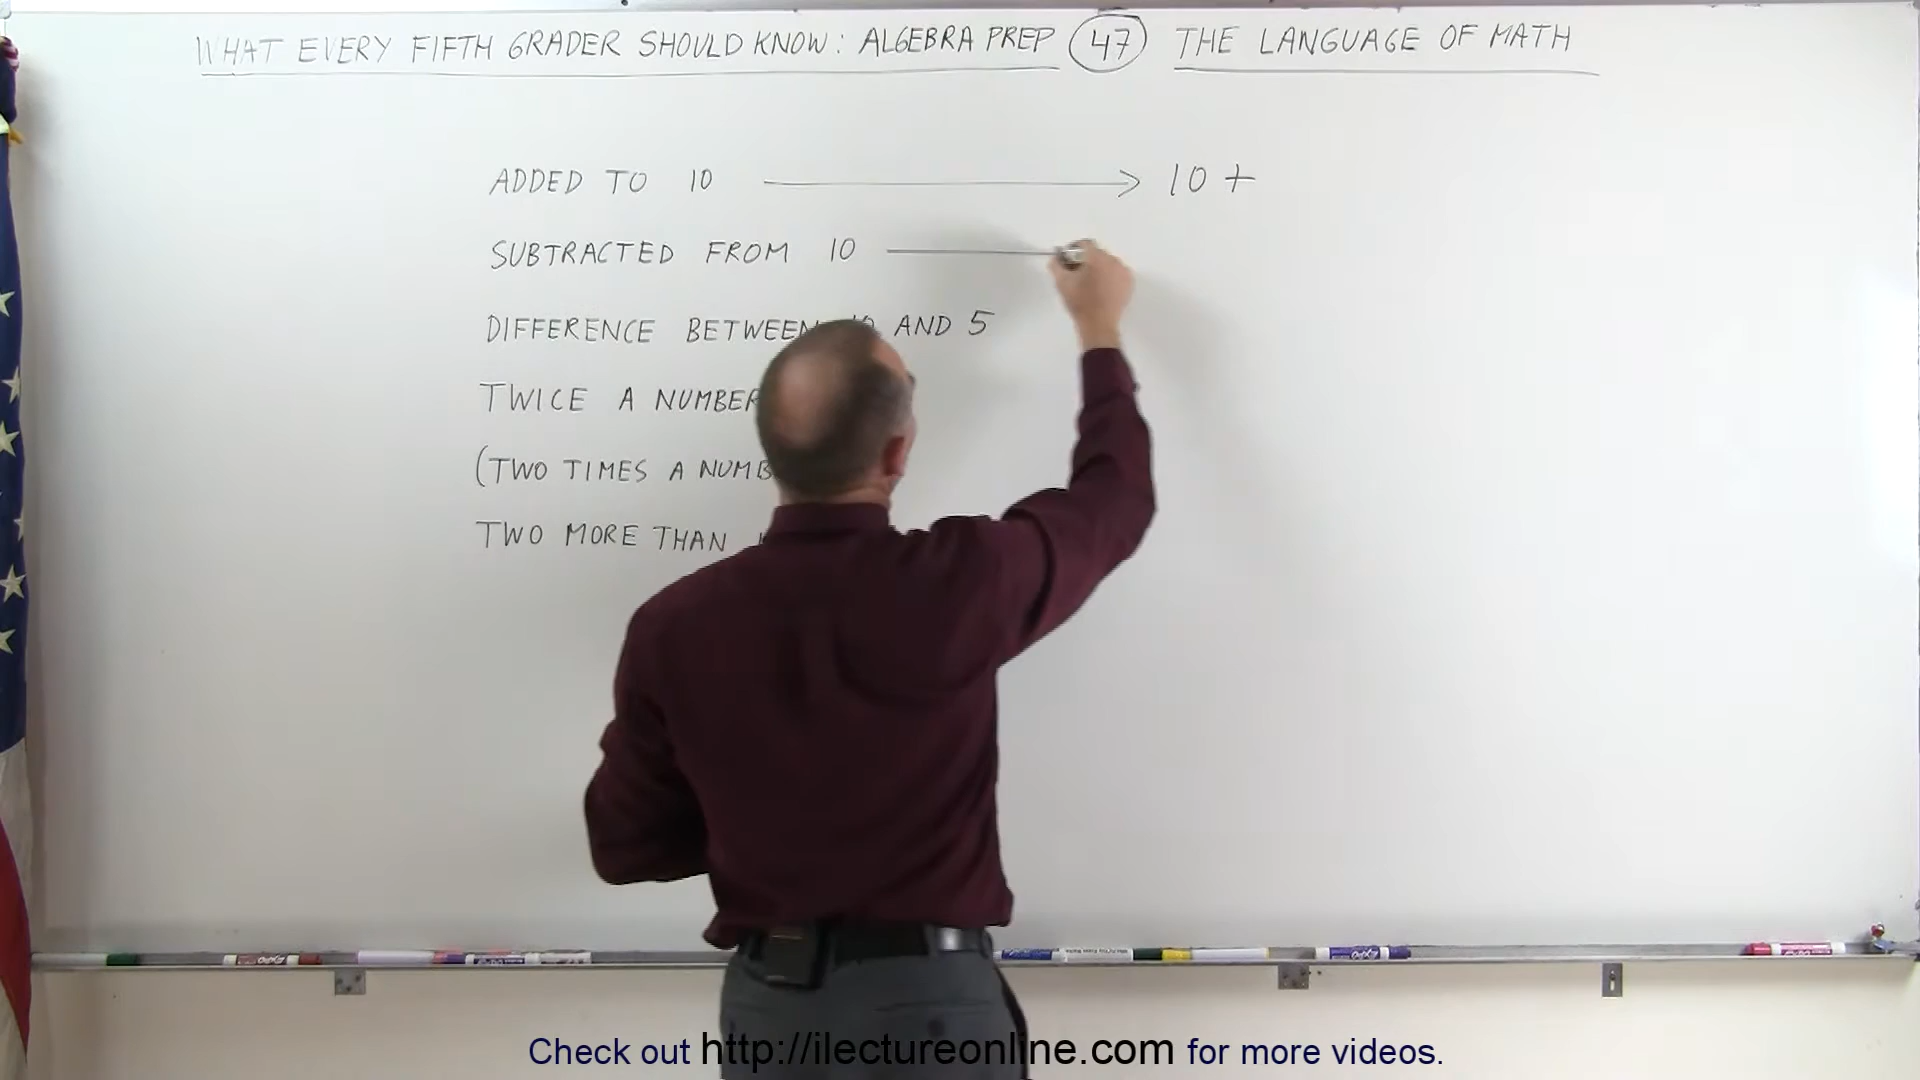 WHAT EVERY FIFTH GRADER SHOULD KNOW: ALGEBRA PREP 47 THE LANGUAGE OF MATH
ADDED TO 10 → 10 +
SUBTRACTED FROM 10
DIFFERENCE BETWEEN 10 AND 5
TWICE A NUMBER
(TWO TIMES A
TWO MORE THAN
Check out http://ilectureonline.com for more videos.